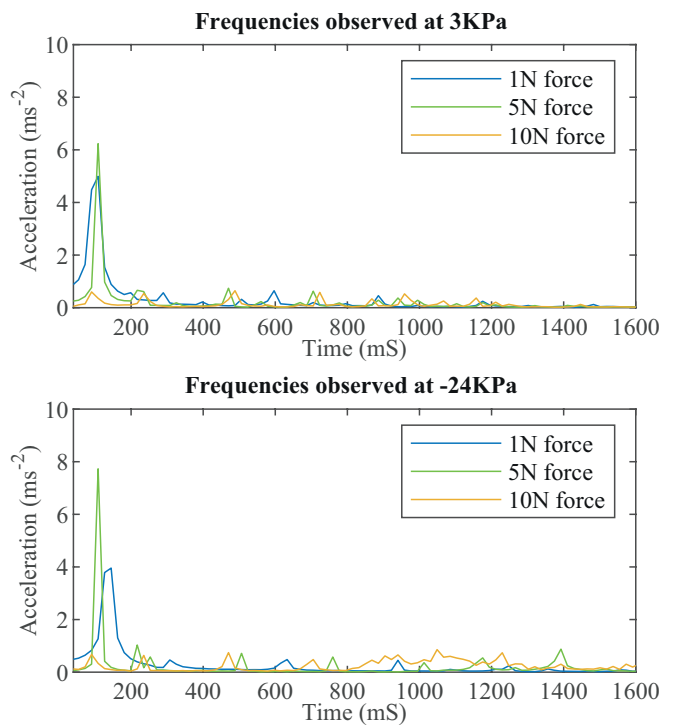 Frequencies observed at 3KPa
10
8
6
4
2
0
Acceleration (ms-2)
1N force
5N force
10N force
200 400 600 800 1000 1200 1400 1600
Time (mS)
Frequencies observed at -24KPa
10
8
6
4
2
0
Acceleration (ms-2)
1N force
5N force
10N force
200 400 600 800 1000 1200 1400 1600
Time (mS)